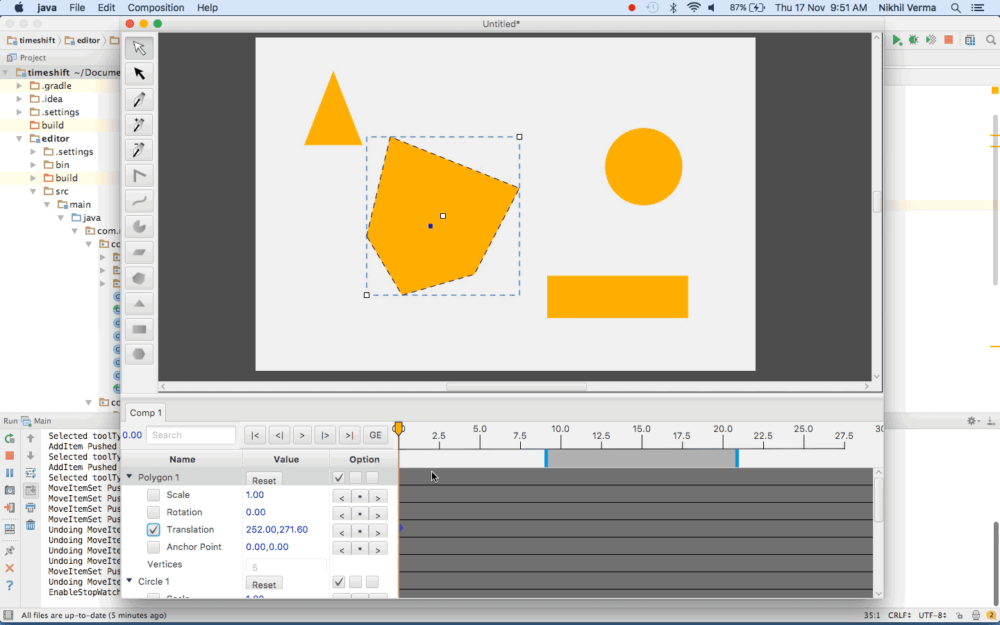 java File Edit Composition Help 87% Thu 17 Nov 9:51 AM Nikhil Verma
Untitled*
timeshift editor
Project
timeshift ~/Docume
.gradle
.idea
.settings
build
editor
.settings
bin
build
src
main
java
com.
co
co
Comp 1
Run Main
0.00 Search |< <| > |> >| GE
5.0 10.0 15.0 20.0 25.0 30
2.5 7.5 12.5 17.5 22.5 27.5
Name Value Option
Polygon 1 Reset
Scale 1.00 < * >
Rotation 0.00 < * >
Translation 252.00,271.60 < * >
Anchor Point 0.00,0.00 < * >
Vertices 5
Circle 1 Reset
Scale 1.00
Selected toolTy
AddItem Pushed
Selected toolTy
AddItem Pushed
Selected toolTy
MoveItemSet Pus
MoveItemSet Pus
MoveItemSet Pus
MoveItemSet Pus
Undoing MoveIte
Undoing MoveIte
Undoing MoveIte
Undoing MoveIte
MoveItemSet Pus
Undoing MoveIte
EnableStopWatch
All files are up-to-date (5 minutes ago) 35:1 CRLF UTF-8 2